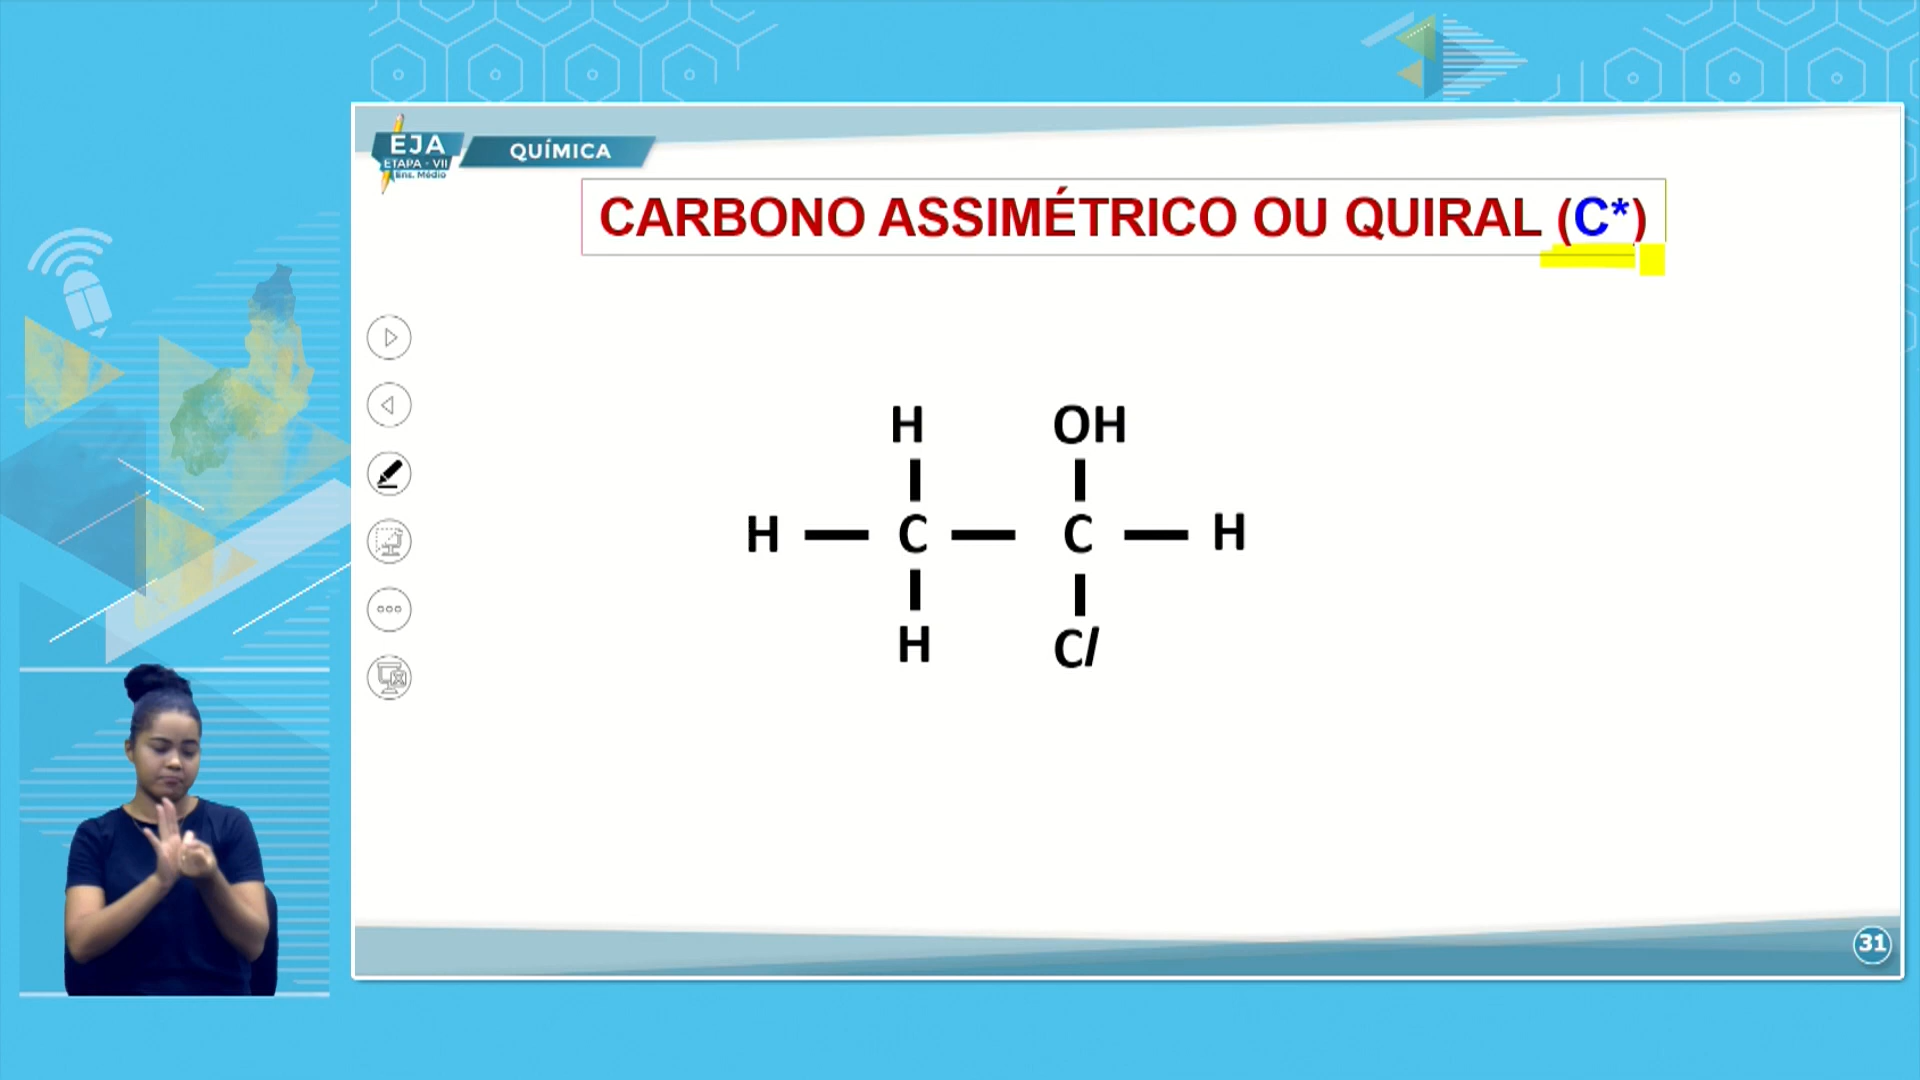 EJA
ETAPA - VII
Ens. Médio
QUÍMICA
CARBONO ASSIMÉTRICO OU QUIRAL (C*)
H OH
H — C — C — H
H Cl
31